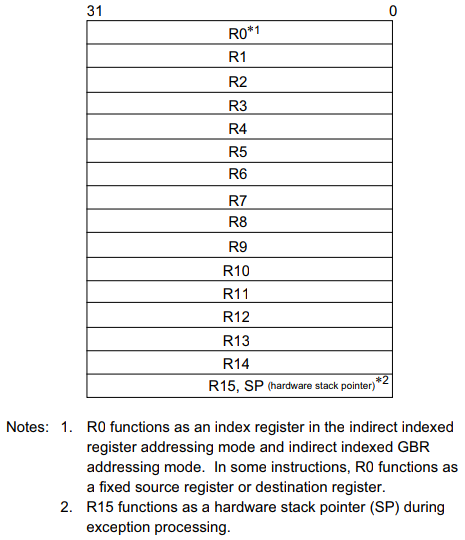 31 0
R0*1
R1
R2
R3
R4
R5
R6
R7
R8
R9
R10
R11
R12
R13
R14
R15, SP (hardware stack pointer)*2
Notes: 1. R0 functions as an index register in the indirect indexed
register addressing mode and indirect indexed GBR
addressing mode. In some instructions, R0 functions as
a fixed source register or destination register.
2. R15 functions as a hardware stack pointer (SP) during
exception processing.